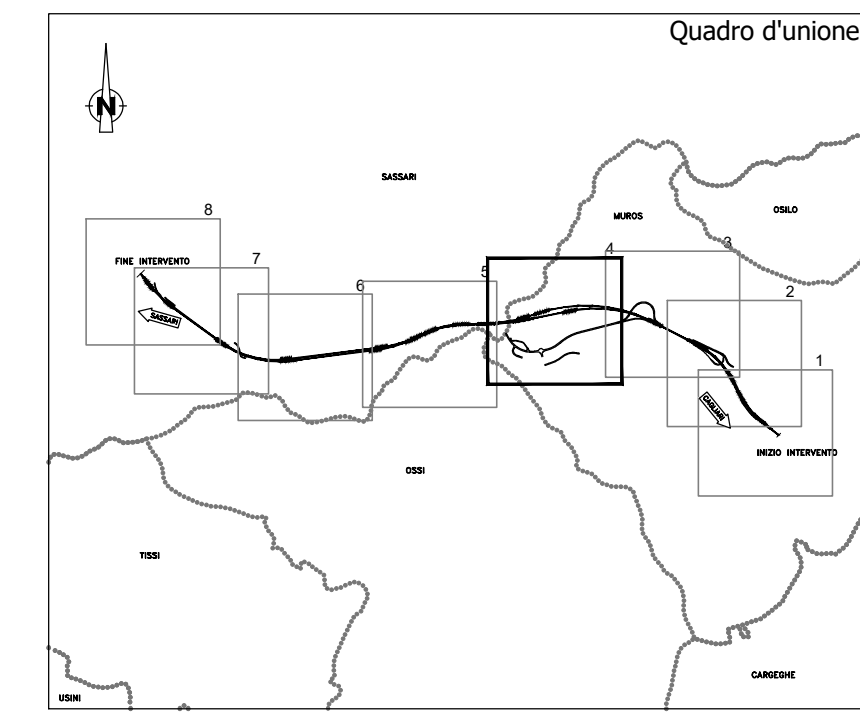 Quadro d'unione
N
SASSARI
MUROS
OSILO
8
FINE INTERVENTO
7
6
5
4
3
2
1
SASSARI
CAGLIARI
INIZIO INTERVENTO
OSSI
TISSI
CARGEGHE
USINI